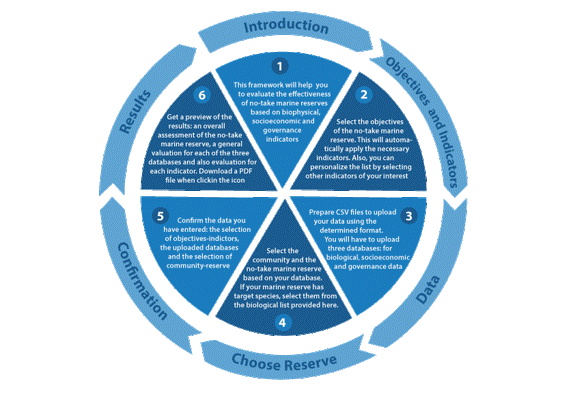 Introduction
1
This framework will help  you
to evaluate the effectiveness
of no-take marine reserves
based on biophysical,
socioeconomic and
governance
indicators
Objectives and Indicators
2
Select the objectives
of the no-take marine
reserve. This will automa-
tically apply the necessary
indicators. Also, you can
personalize the list by selecting
other indicators of your interest
Data
3
Prepare CSV files to upload
your data using the
determined format.
You will have to upload
three databases: for
biological, socioeconomic
and governance data
Choose Reserve
Select the
community and the
no-take marine reserve
based on your database.
If your marine reserve has
target species, select them from
the biological list provided here.
4
Confirmation
5
Confirm the data you
have entered: the selection
of objectives-indictors,
the uploaded databases
and the selection of
community-reserve
Results
6
Get a preview of the
results: an overall
assessment of the no-take
marine reserve, a general
valuation for each of the three
databases and also evaluation for
each indicator. Download a PDF
file when clickin the icon